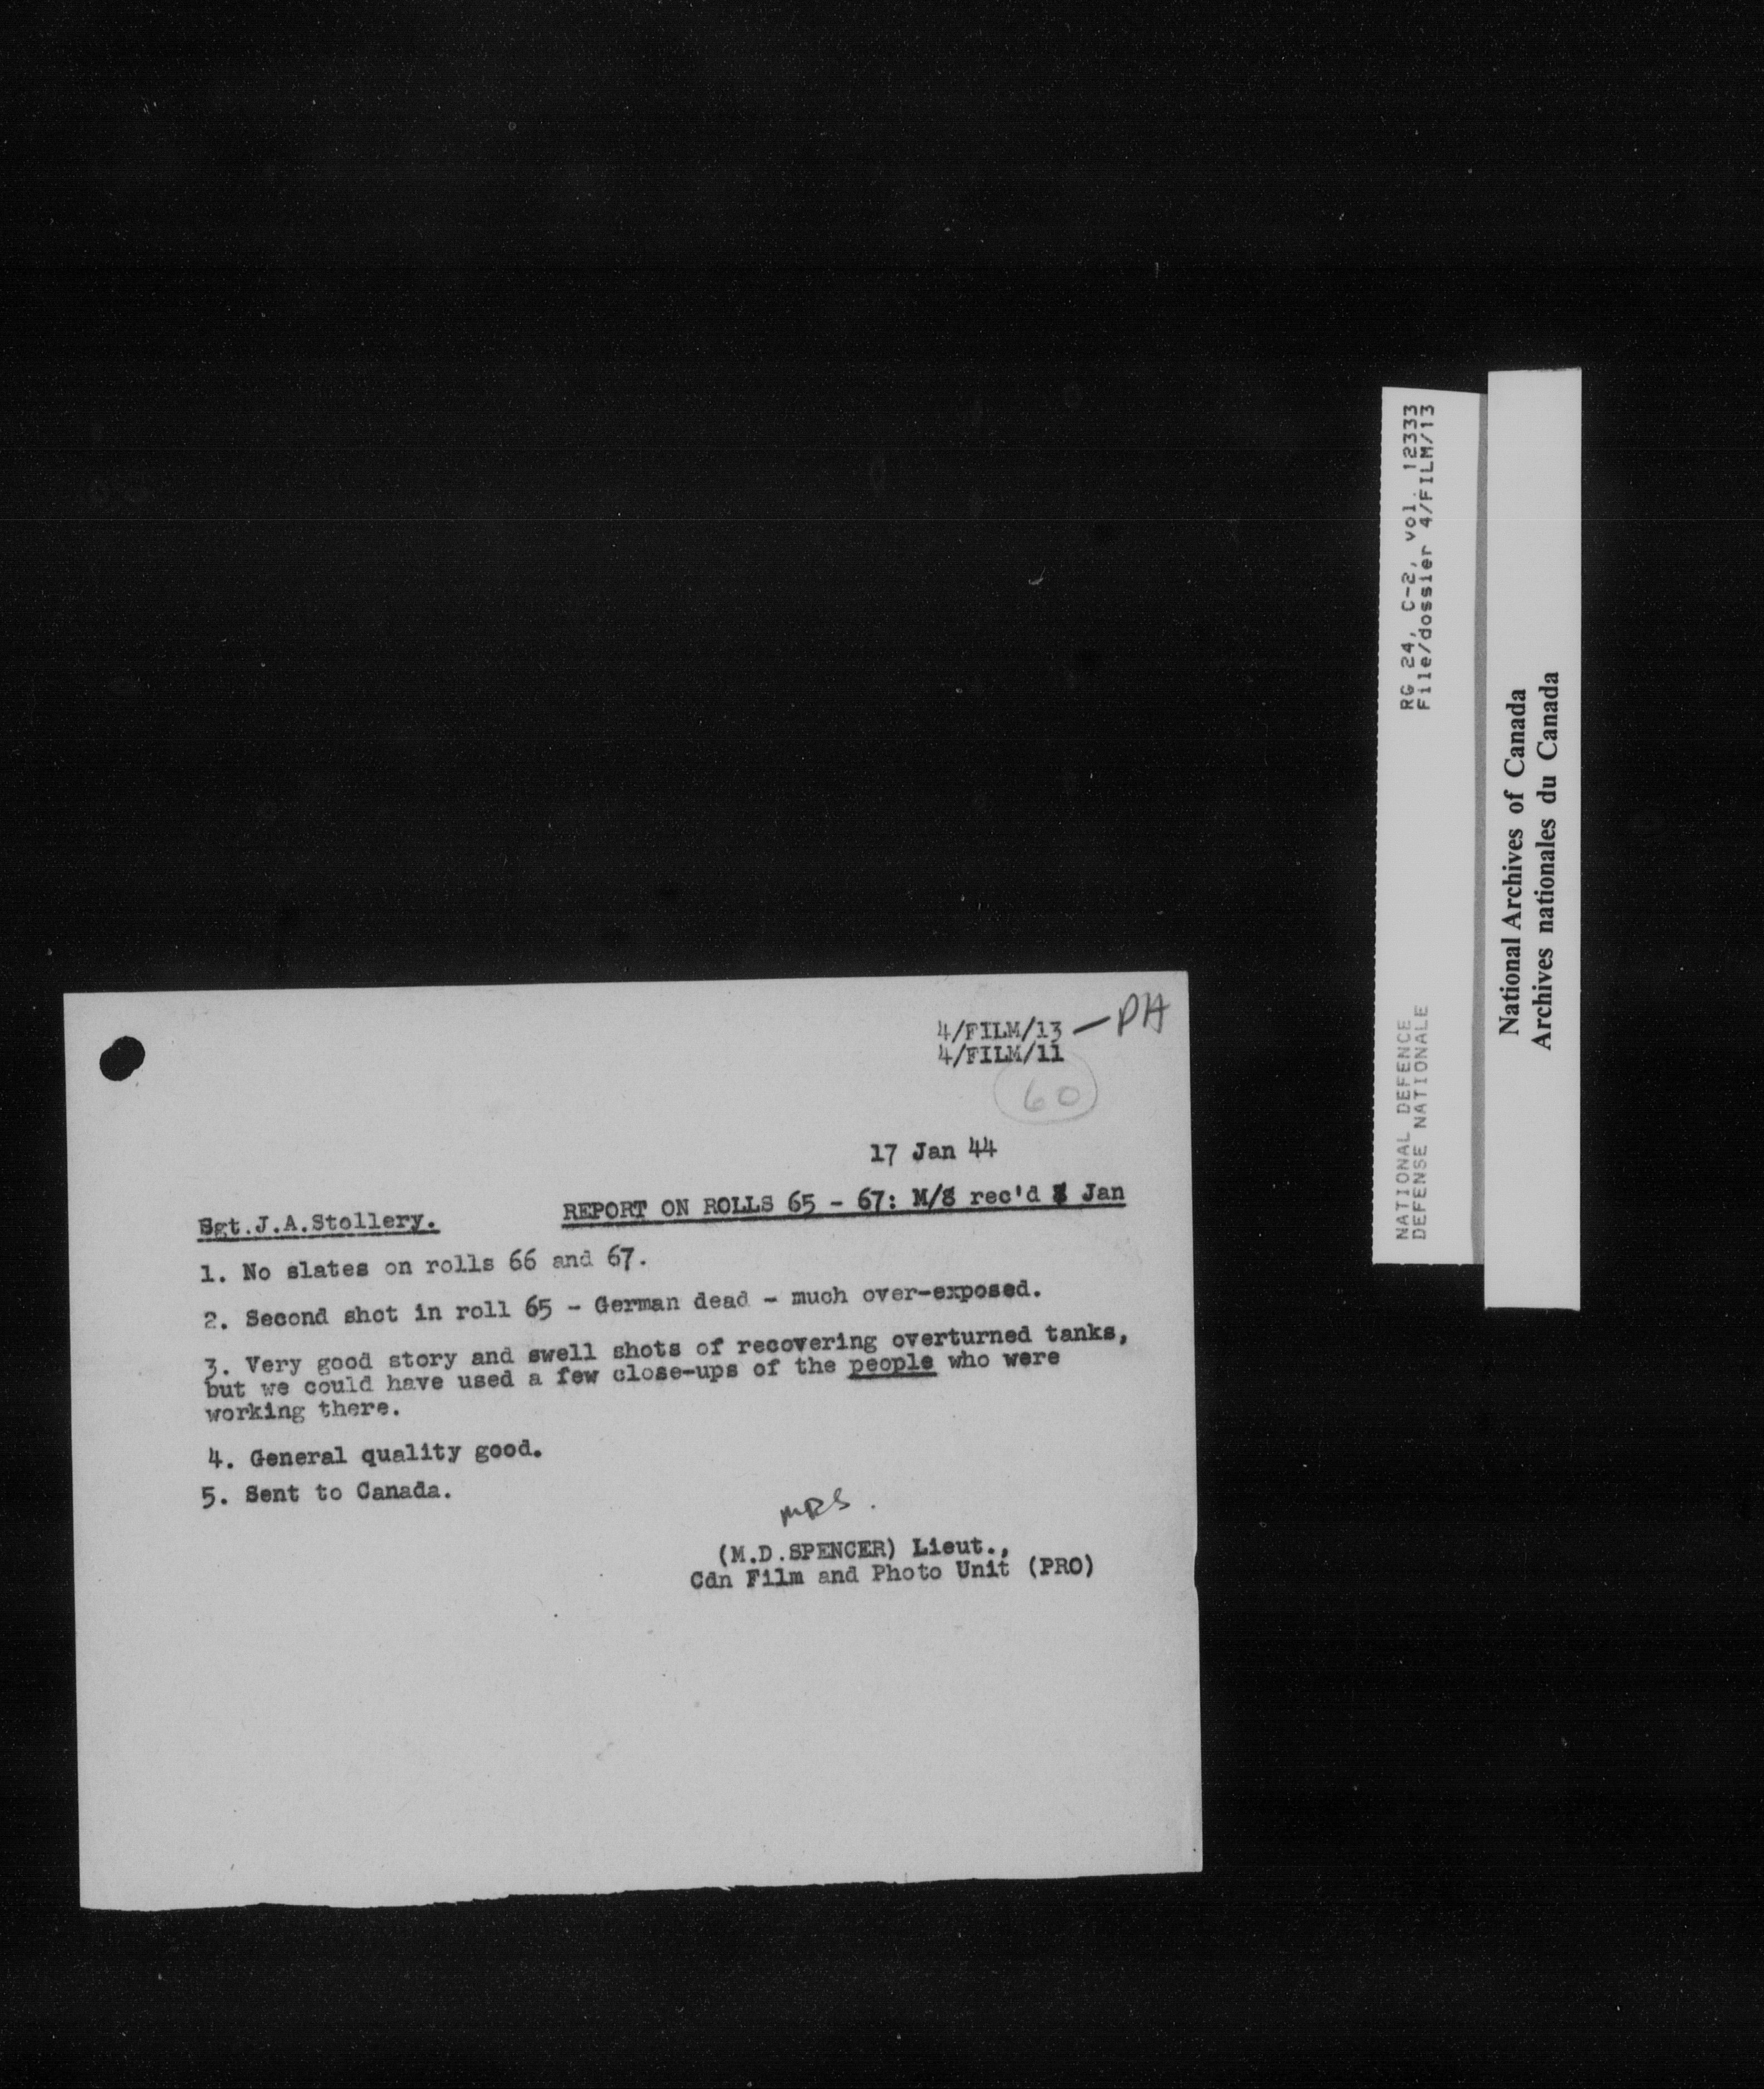 4/FILM/13 — PA
4/FILM/11
60
17 Jan 44
Sgt.J.A.Stollery. REPORT ON ROLLS 65 - 67: M/S rec'd Jan
1. No slates on rolls 66 and 67.
2. Second shot in roll 65 - German dead - much over-exposed.
3. Very good story and swell shots of recovering overturned tanks,
but we could have used a few close-ups of the people who were
working there.
4. General quality good.
5. Sent to Canada.
(M.D.SPENCER) Lieut.,
Cdn Film and Photo Unit (PRO)
RG 24, C-2, vol. 12333
File/dossier 4/FILM/13
NATIONAL DEFENCE
DEFENSE NATIONALE
National Archives of Canada
Archives nationales du Canada